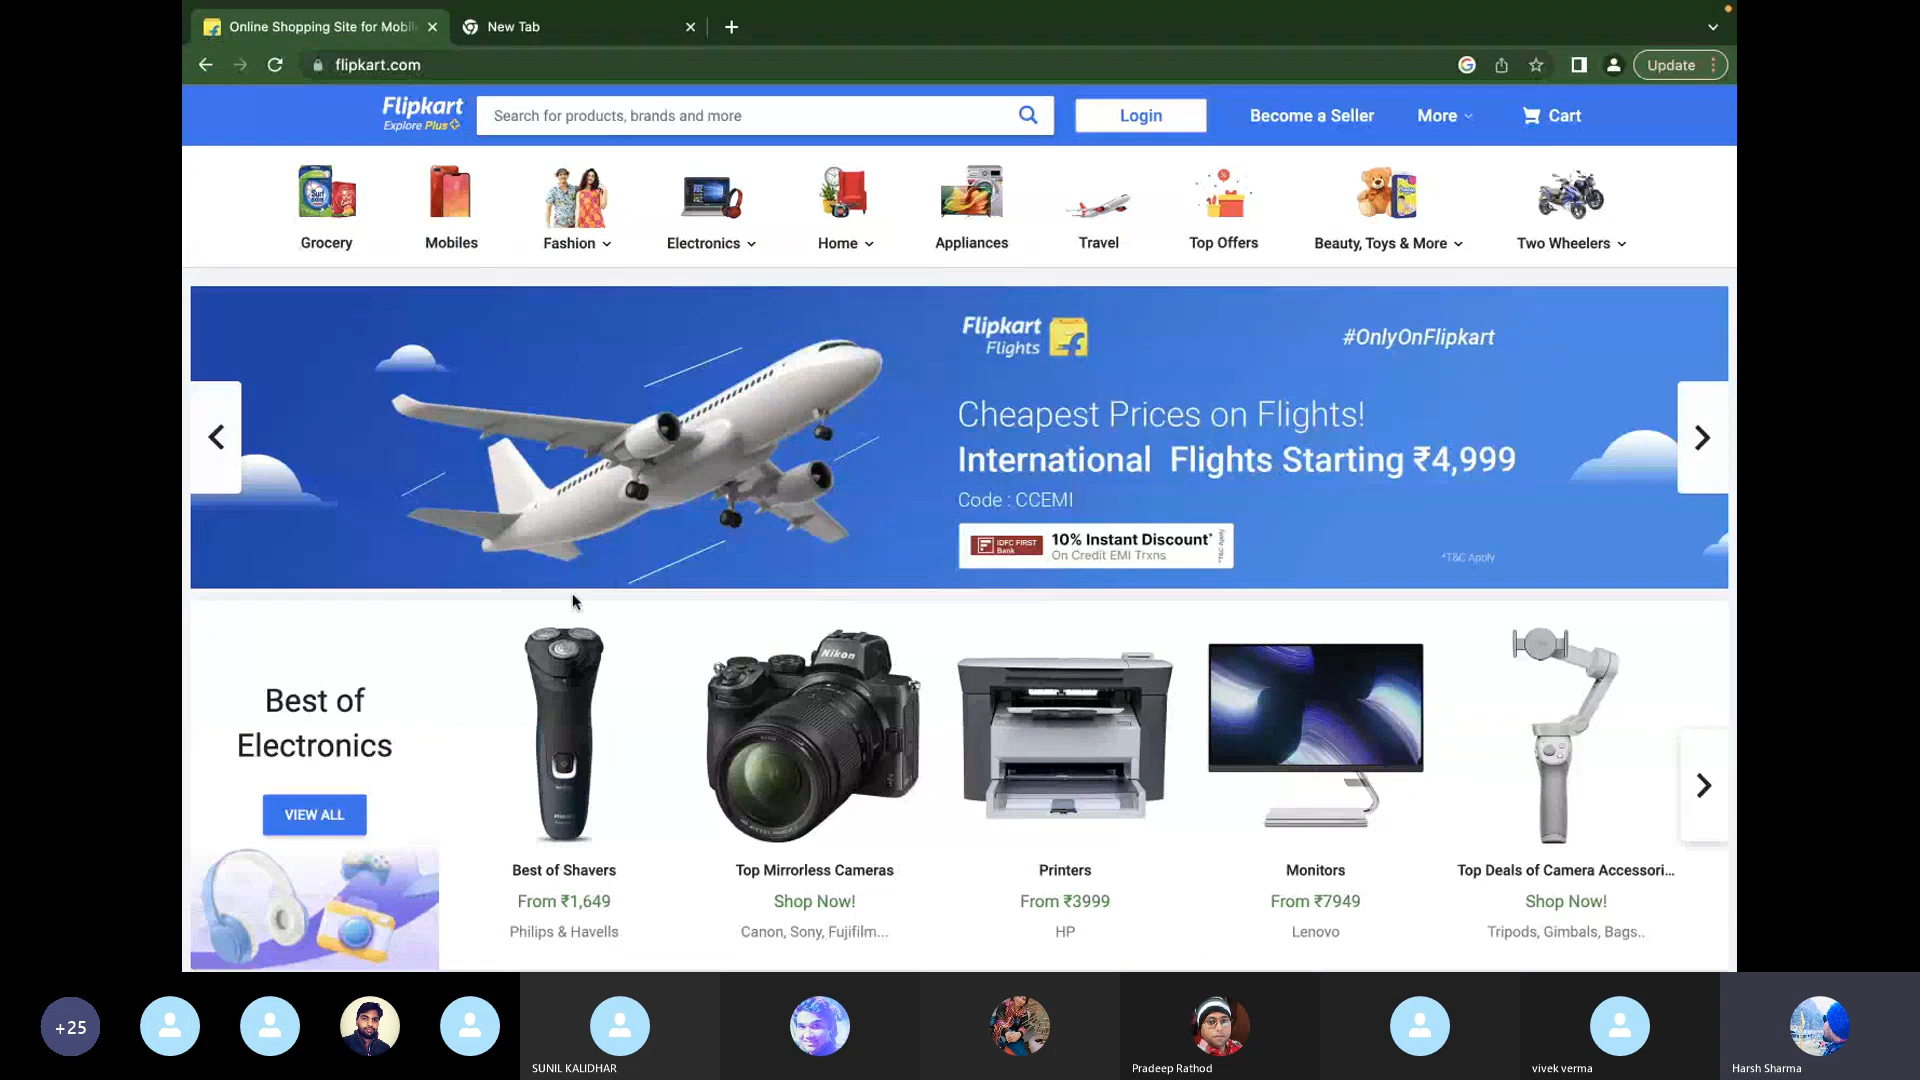 Online Shopping Site for Mobil
New Tab
flipkart.com
Update
Flipkart
Explore Plus
Search for products, brands and more
Login
Become a Seller
More
Cart
Grocery
Mobiles
Fashion
Electronics
Home
Appliances
Travel
Top Offers
Beauty, Toys & More
Two Wheelers
Flipkart
Flights
#OnlyOnFlipkart
Cheapest Prices on Flights!
International Flights Starting ₹4,999
Code : CCEMI
IDFC FIRST
Bank
10% Instant Discount*
On Credit EMI Trxns
*T&C Apply
*T&C Apply
Best of
Electronics
VIEW ALL
Nikon
Best of Shavers
From ₹1,649
Philips & Havells
Top Mirrorless Cameras
Shop Now!
Canon, Sony, Fujifilm...
Printers
From ₹3999
HP
Monitors
From ₹7949
Lenovo
Top Deals of Camera Accessori...
Shop Now!
Tripods, Gimbals, Bags..
+25
SUNIL KALIDHAR
Pradeep Rathod
vivek verma
Harsh Sharma